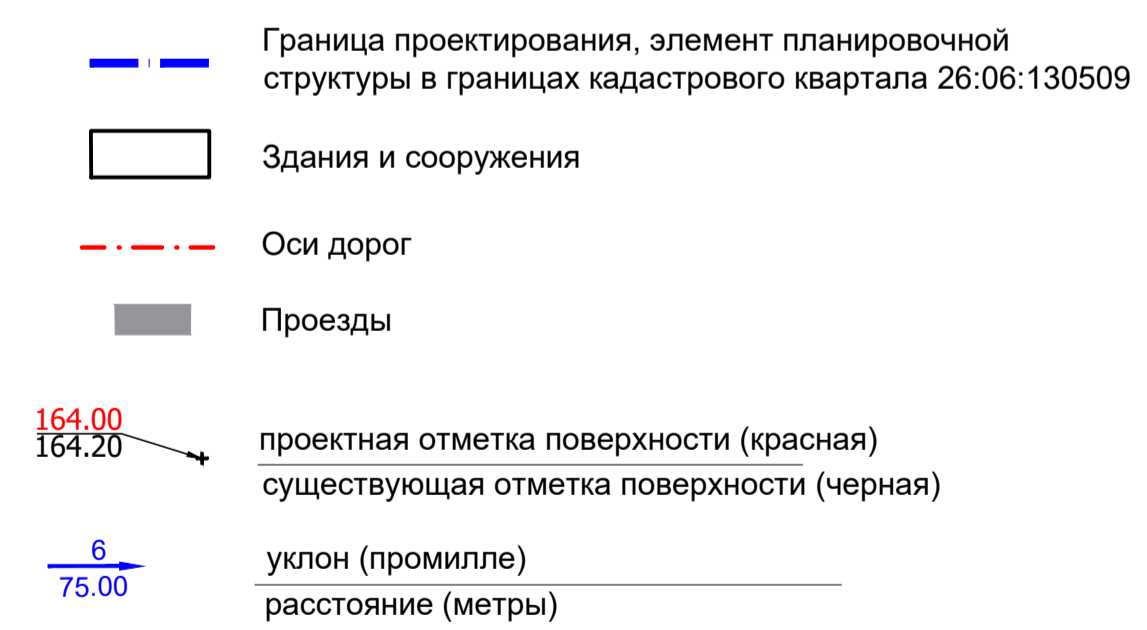 Граница проектирования, элемент планировочной
структуры в границах кадастрового квартала 26:06:130509
Здания и сооружения
Оси дорог
Проезды
164.00
164.20
проектная отметка поверхности (красная)
существующая отметка поверхности (черная)
6
75.00
уклон (промилле)
расстояние (метры)